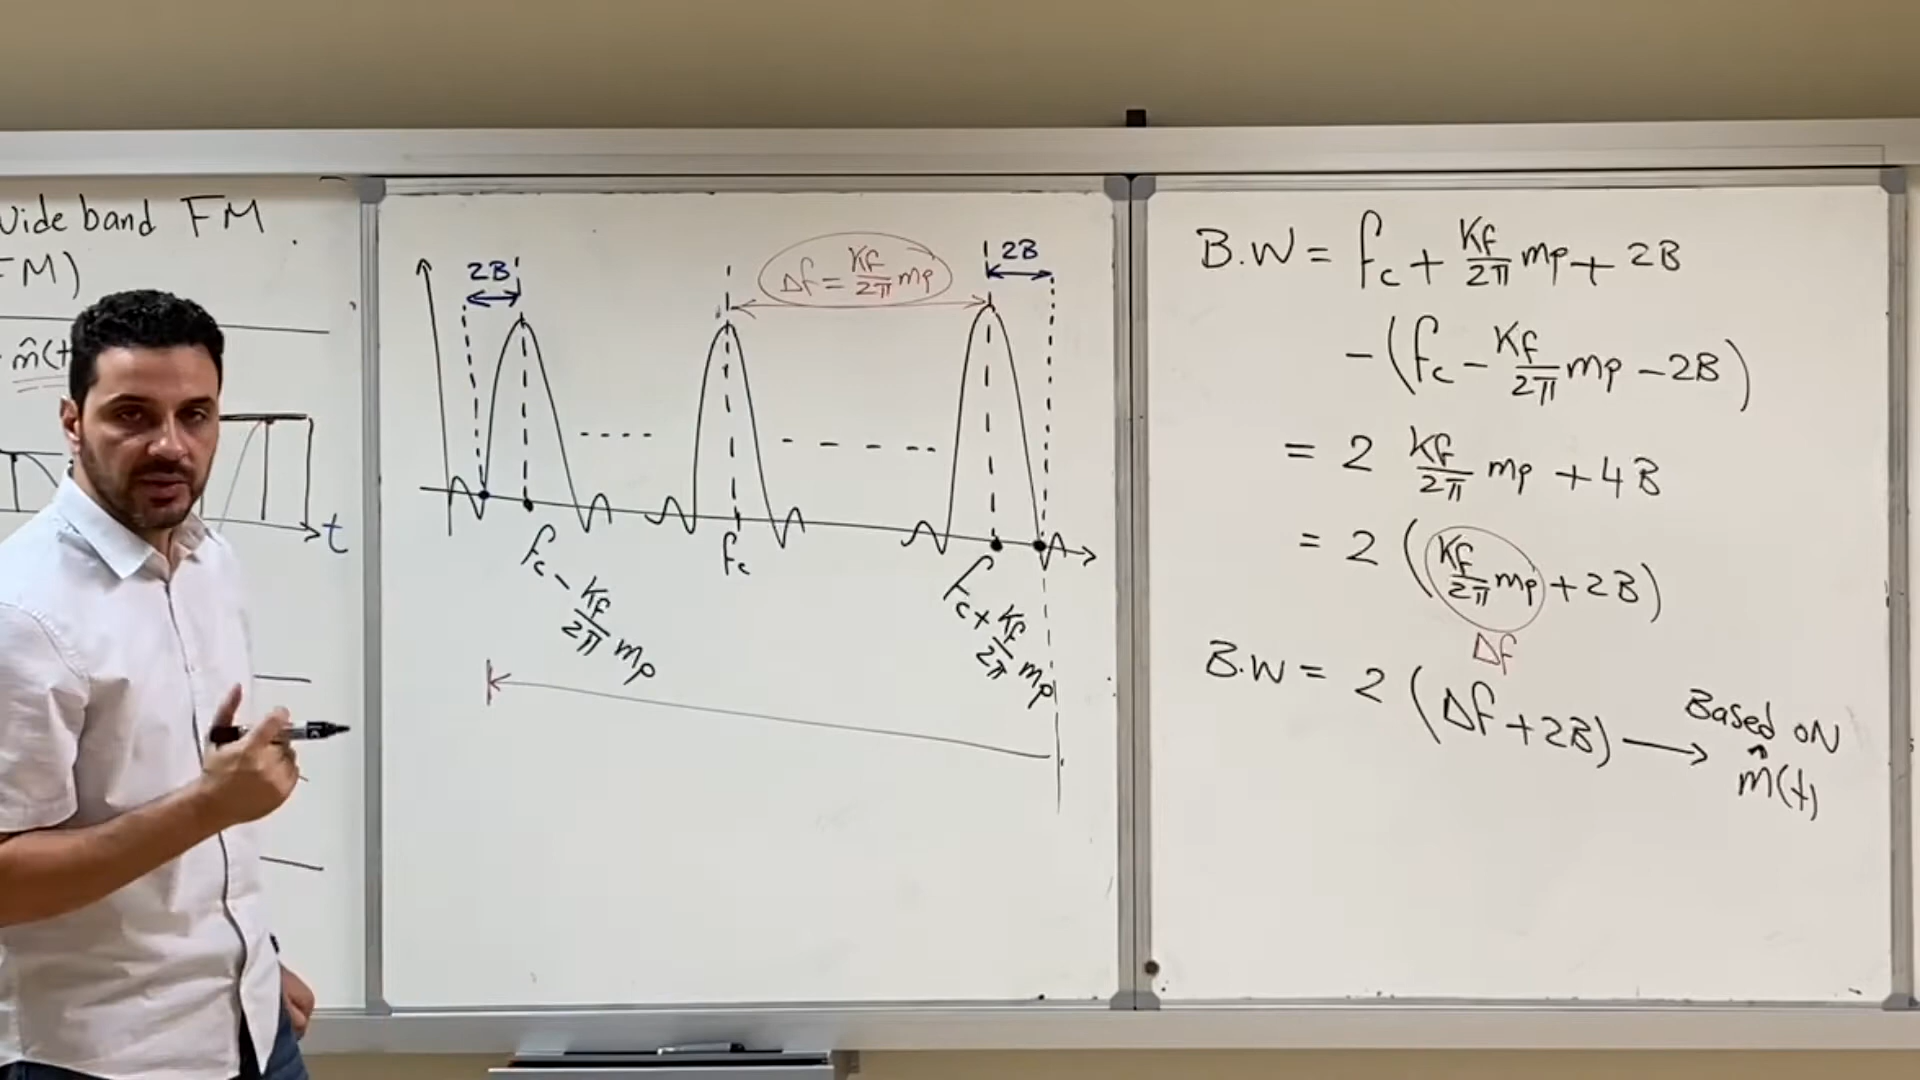 Wideband FM
FM)
m̂(t
t
2B
Δf = Kf/2π mp
2B
fc - Kf/2π mp
fc
fc + Kf/2π mp
B.W = fc + Kf/2π mp + 2B
- (fc - Kf/2π mp - 2B)
= 2 Kf/2π mp + 4B
= 2 (Kf/2π mp + 2B)
Δf
B.W = 2 (Δf + 2B) → Based oN
m̂(t)